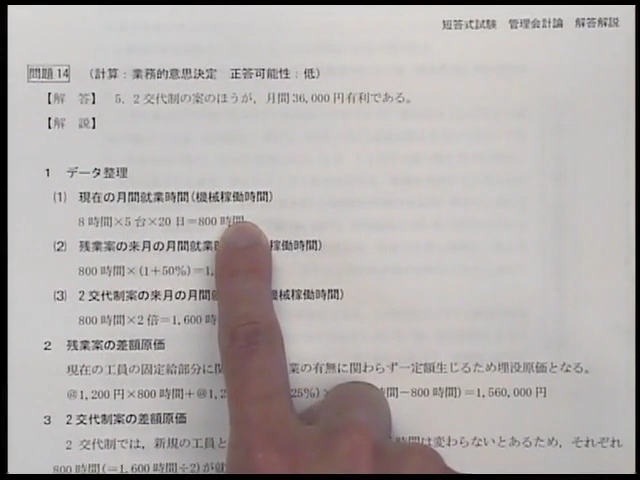 短答式試験 管理会計論 解答解説
問題14 (計算:業務的意思決定 正答可能性:低)
【解 答】 5. 2交代制の案のほうが、月間36,000円有利である。
【解 説】
1 データ整理
(1) 現在の月間就業時間(機械稼働時間)
8時間×5台×20日=800時間
(2) 残業案の来月の月間就業 稼働時間)
800時間×(1+50%)=1,
(3) 2交代制案の来月の月間 機械稼働時間)
800時間×2倍=1,600時
2 残業案の差額原価
現在の工員の固定給部分に 業の有無に関わらず一定額生じるため埋没原価となる。
@1,200円×800時間+@1,2 25%)× 時間-800時間)=1,560,000円
3 2交代制案の差額原価
2交代制では、新規の工員と 時間は変わらないとあるため、それぞれ
800時間(=1,600時間÷2)が